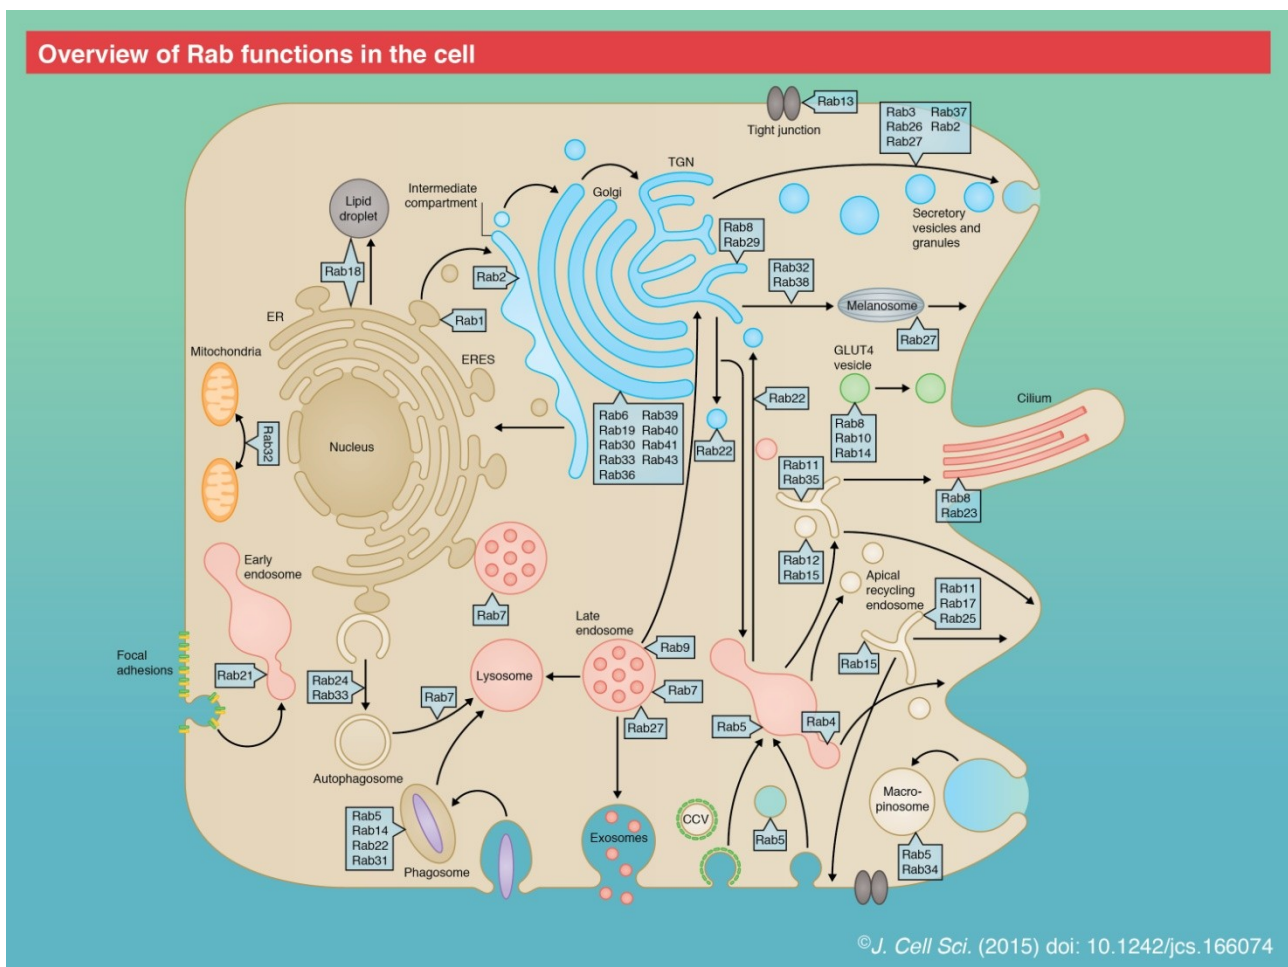 Overview of Rab functions in the cell
Rab13
Tight junction
Rab3 Rab37
Rab26 Rab2
Rab27
TGN
Golgi
Intermediate
compartment
Lipid
droplet
Secretory
vesicles and
granules
Rab8
Rab29
Rab18
Rab2
Rab32
Rab38
Melanosome
ER
Rab1
Rab27
Mitochondria
ERES
GLUT4
vesicle
Rab22
Cilium
Rab6 Rab39
Rab19 Rab40
Rab30 Rab41
Rab33 Rab43
Rab36
Rab8
Rab10
Rab14
Rab32
Nucleus
Rab22
Rab11
Rab35
Rab8
Rab23
Early
endosome
Rab12
Rab15
Apical
recycling
endosome
Rab11
Rab17
Rab25
Rab7
Late
endosome
Rab9
Focal
adhesions
Rab21
Rab24
Rab33
Rab7
Lysosome
Rab7
Rab27
Rab15
Rab5
Rab4
Autophagosome
Macro-
pinosome
Rab5
Rab14
Rab22
Rab31
Phagosome
Exosomes
CCV
Rab5
Rab5
Rab34
©J. Cell Sci. (2015) doi: 10.1242/jcs.166074